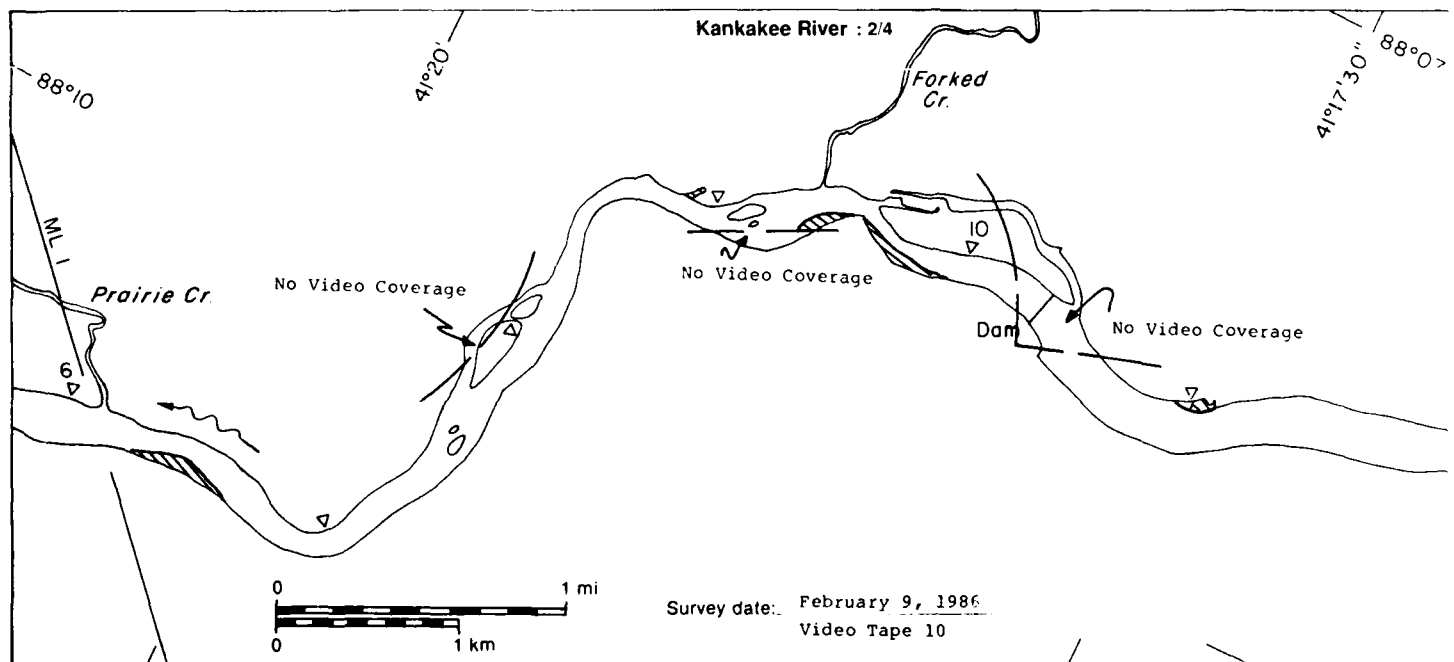 Kankakee River : 2/4
88°10
41°20'
Forked
Cr.
41°17'30"
88°0
ML 1
Prairie Cr.
6
No Video Coverage
No Video Coverage
10
Dam
No Video Coverage
0
1 mi
0
1 km
Survey date: February 9, 1986
Video Tape 10